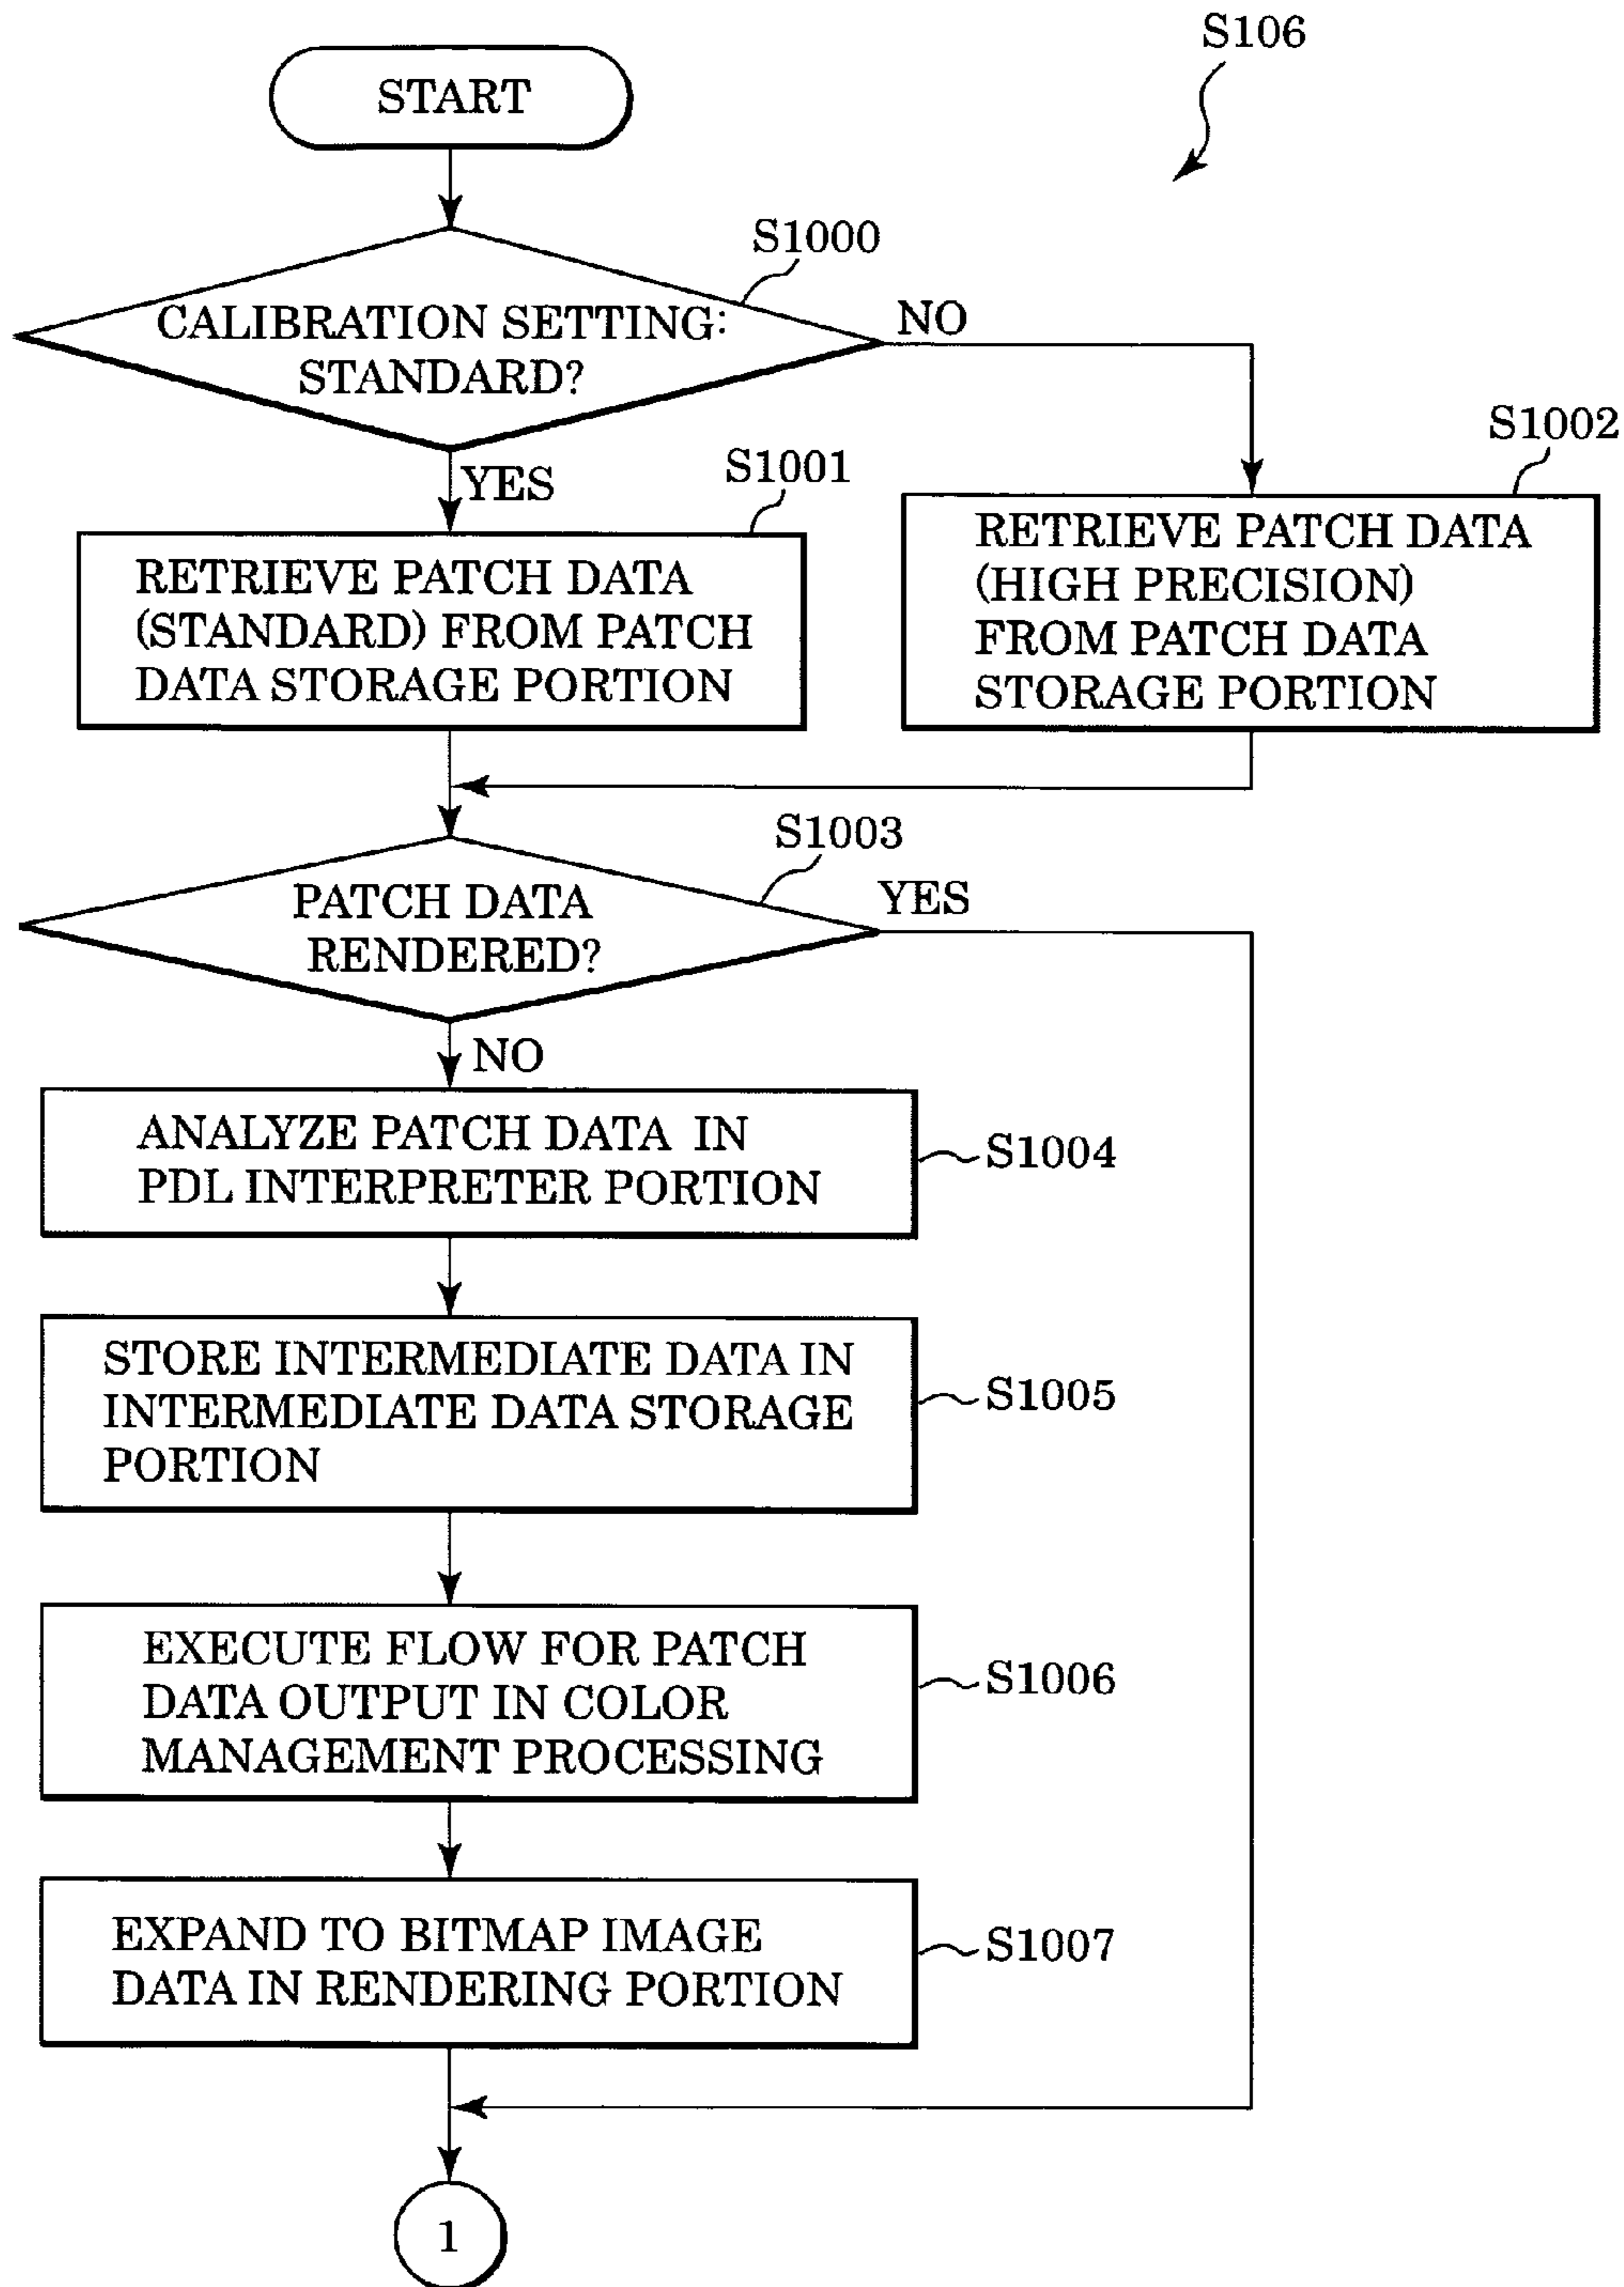 S106
START
S1000
CALIBRATION SETTING:
STANDARD?
NO
YES
S1001
RETRIEVE PATCH DATA
(STANDARD) FROM PATCH
DATA STORAGE PORTION
S1002
RETRIEVE PATCH DATA
(HIGH PRECISION)
FROM PATCH DATA
STORAGE PORTION
S1003
PATCH DATA
RENDERED?
YES
NO
ANALYZE PATCH DATA IN
PDL INTERPRETER PORTION
S1004
STORE INTERMEDIATE DATA IN
INTERMEDIATE DATA STORAGE
PORTION
S1005
EXECUTE FLOW FOR PATCH
DATA OUTPUT IN COLOR
MANAGEMENT PROCESSING
S1006
EXPAND TO BITMAP IMAGE
DATA IN RENDERING PORTION
S1007
1